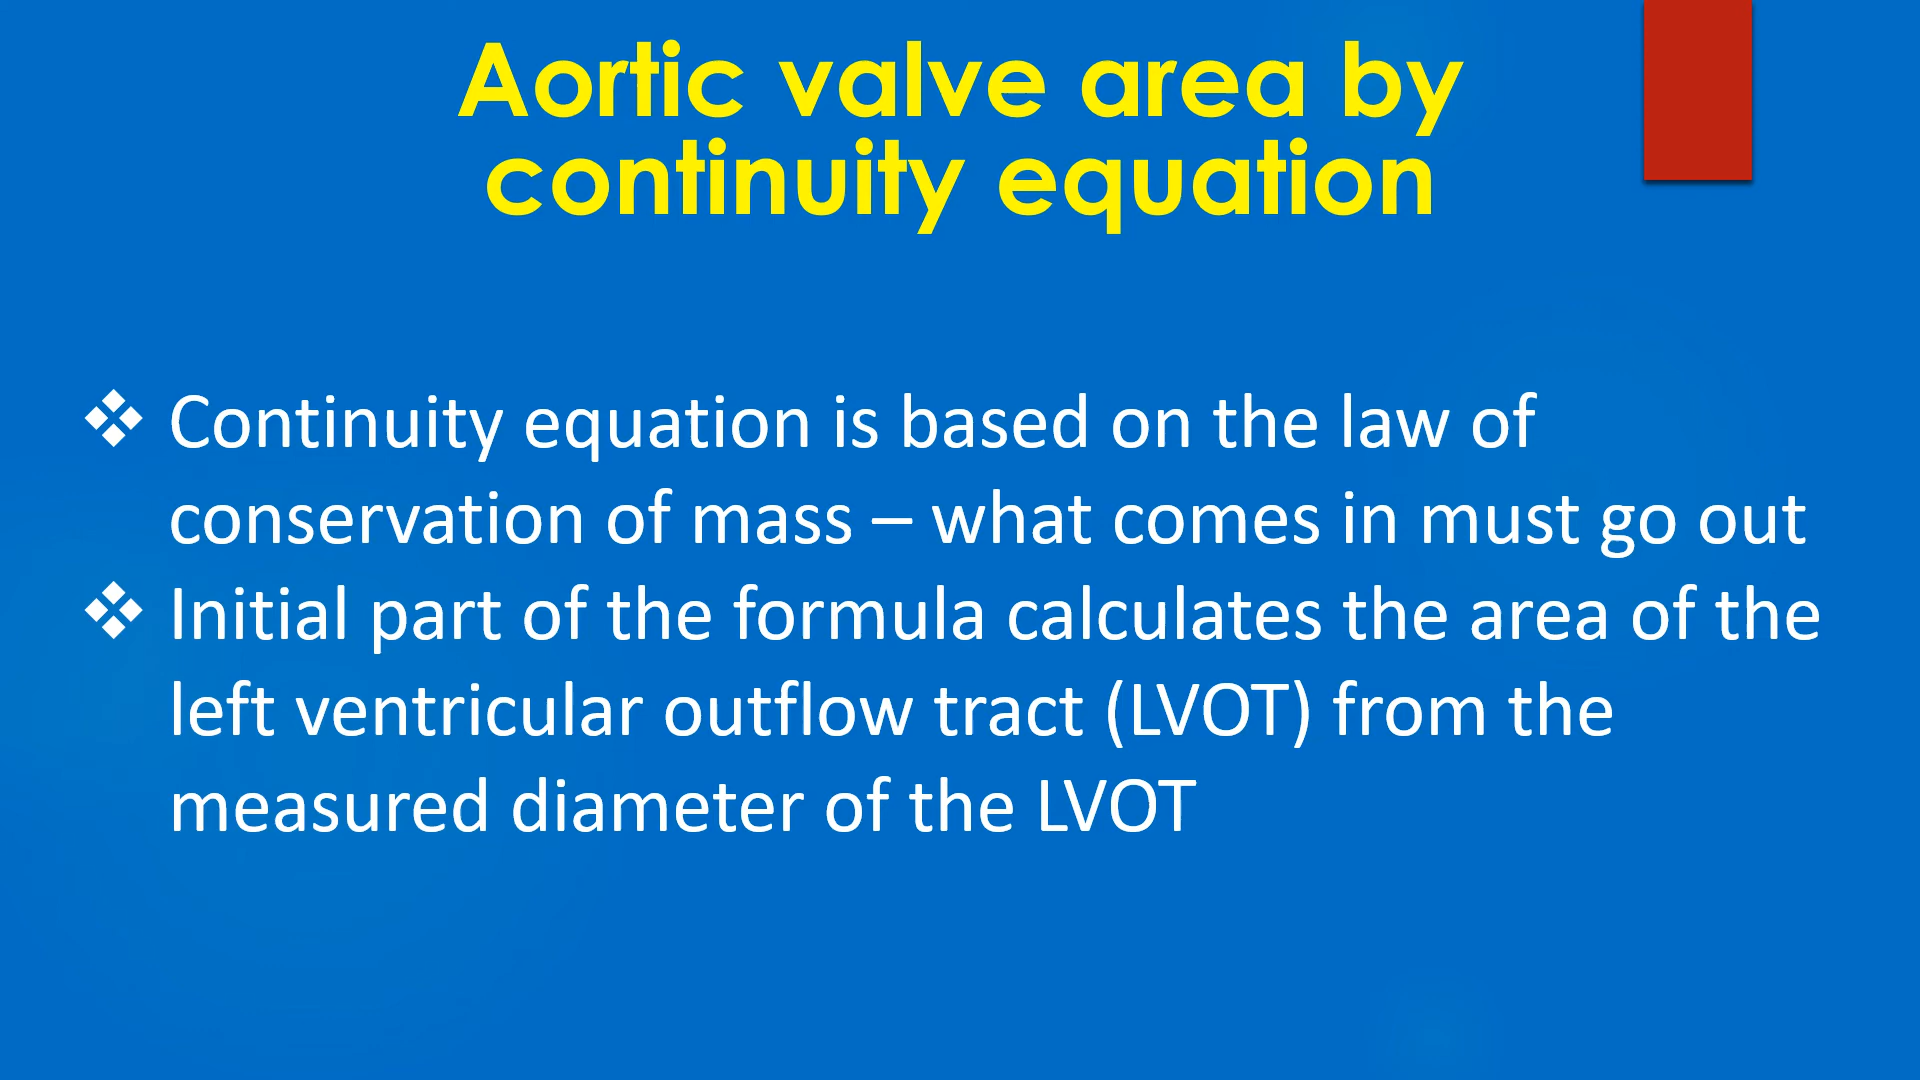 Aortic valve area by
continuity equation
❖ Continuity equation is based on the law of
conservation of mass – what comes in must go out
❖ Initial part of the formula calculates the area of the
left ventricular outflow tract (LVOT) from the
measured diameter of the LVOT